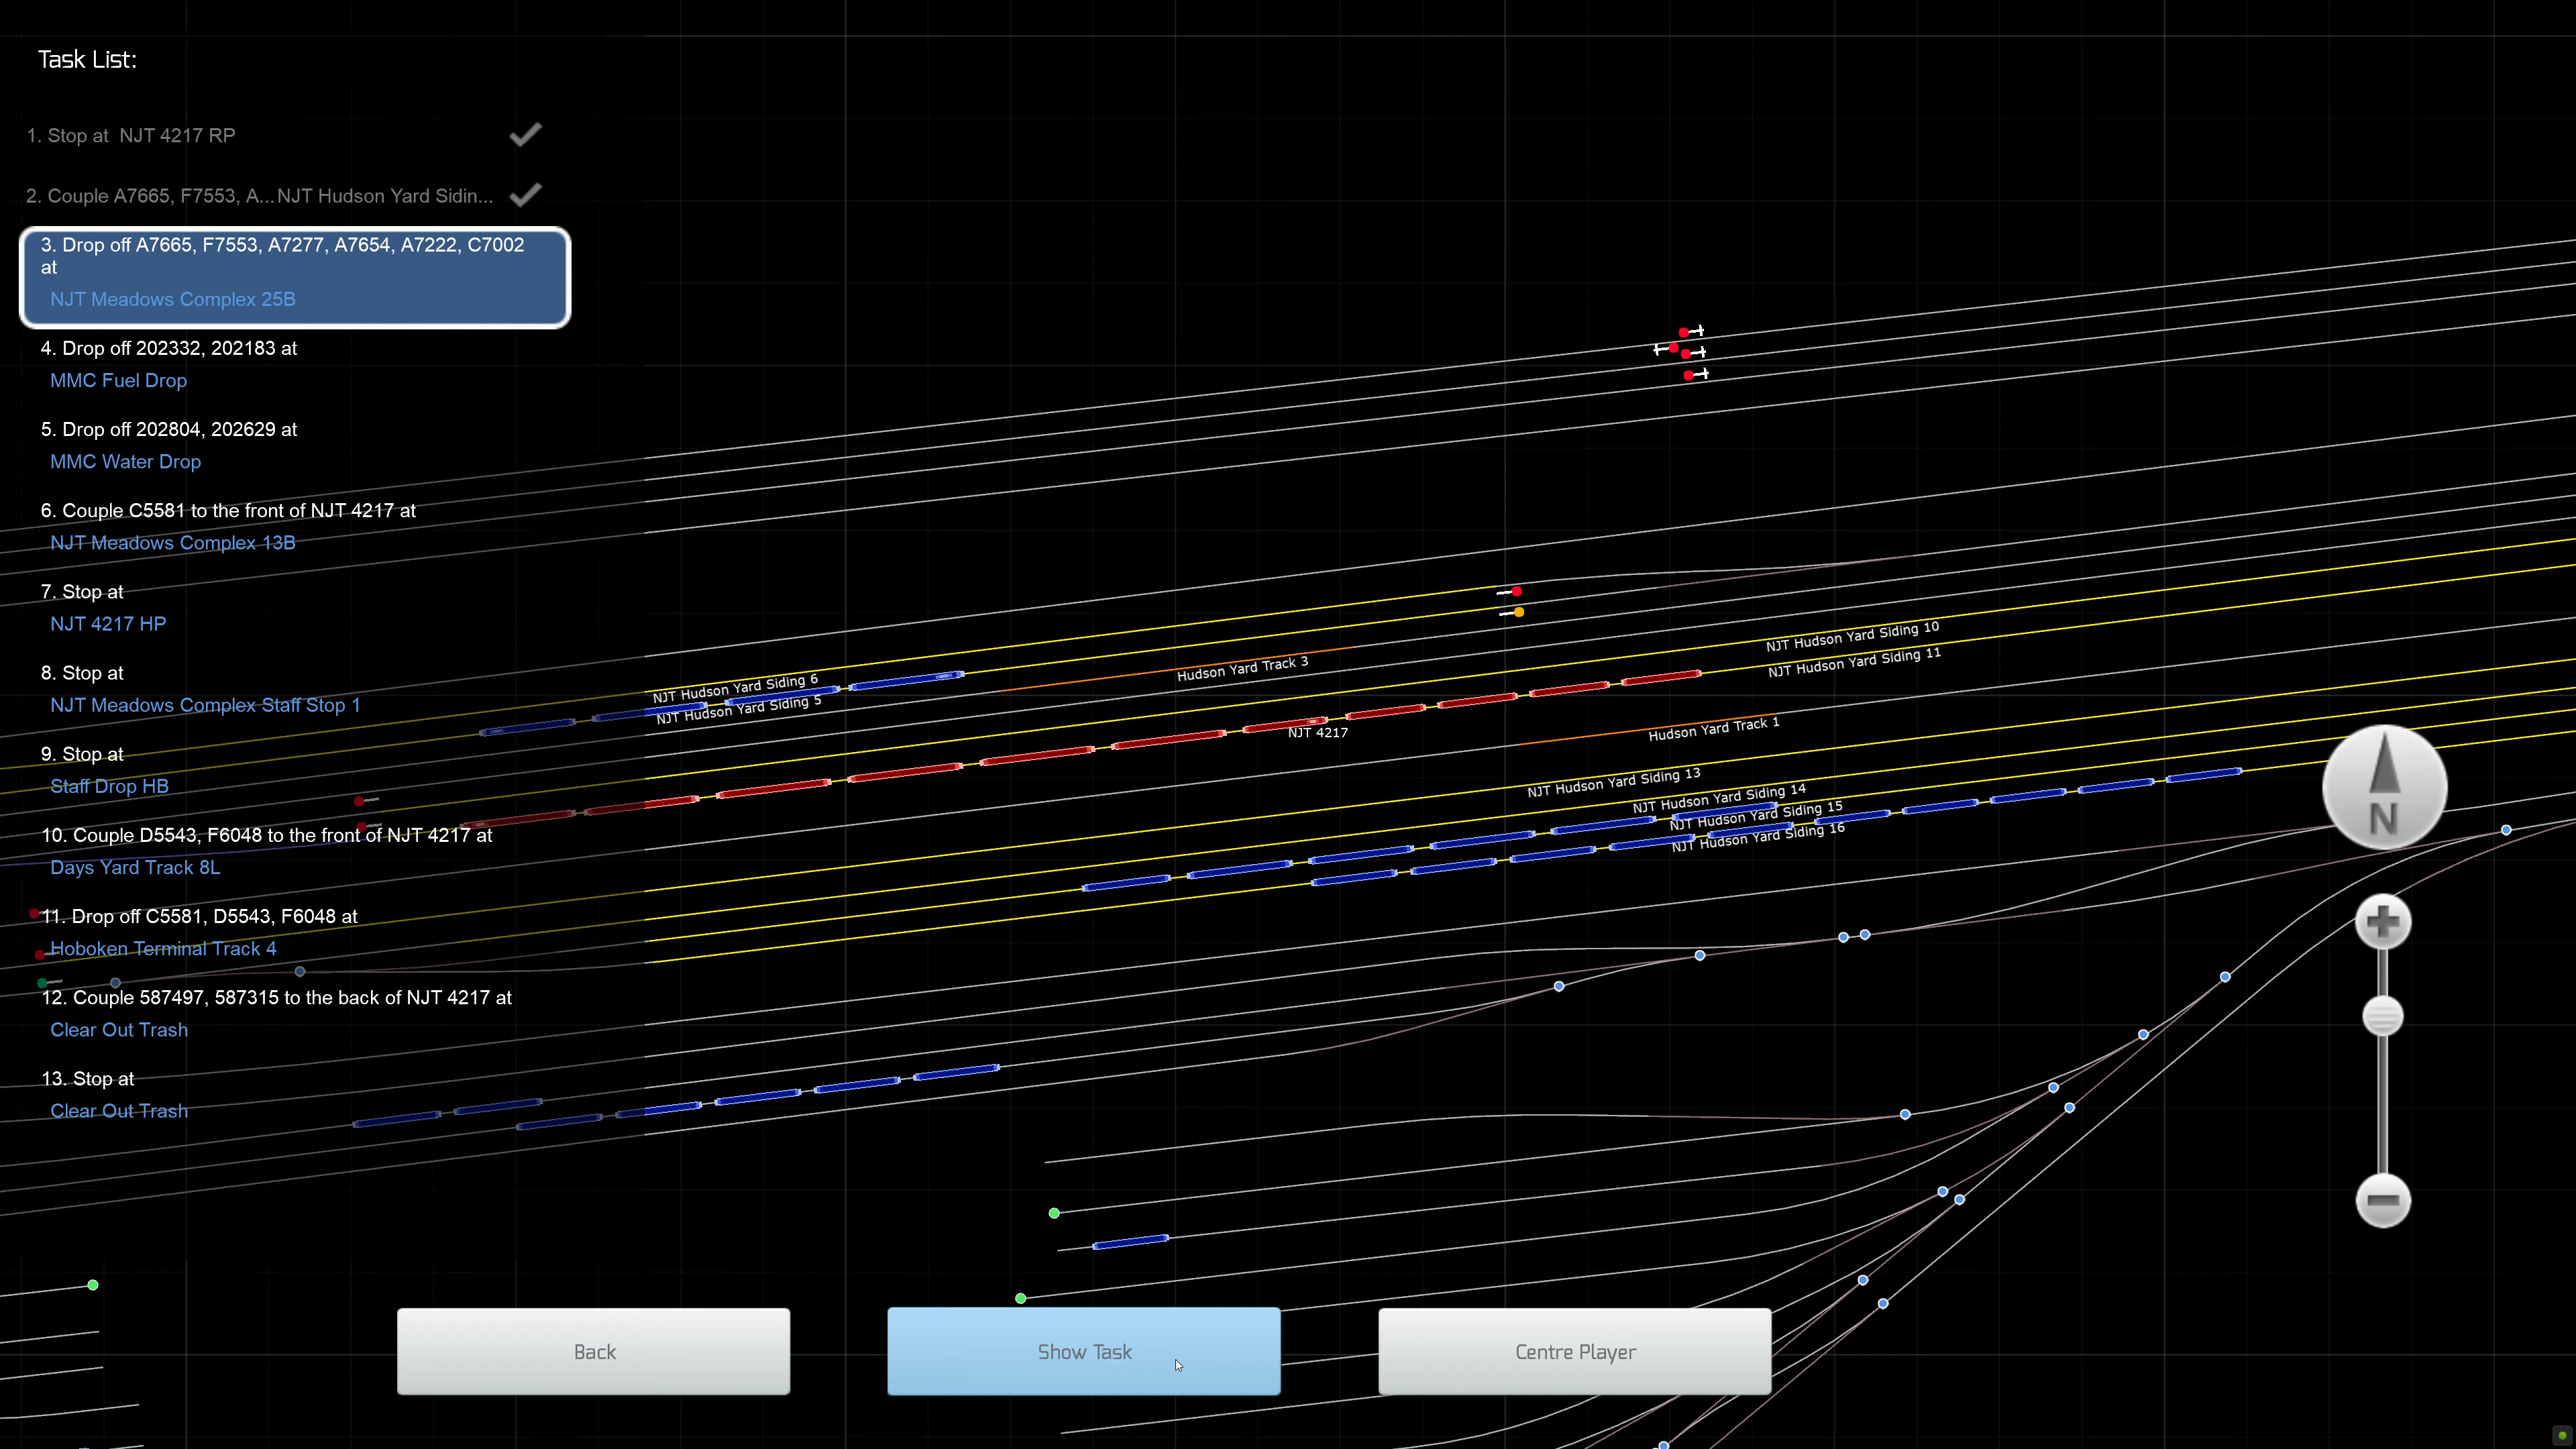 Task List:
1. Stop at  NJT 4217 RP
2. Couple A7665, F7553, A...NJT Hudson Yard Sidin...
3. Drop off A7665, F7553, A7277, A7654, A7222, C7002
at
NJT Meadows Complex 25B
4. Drop off 202332, 202183 at
MMC Fuel Drop
5. Drop off 202804, 202629 at
MMC Water Drop
6. Couple C5581 to the front of NJT 4217 at
NJT Meadows Complex 13B
7. Stop at
NJT 4217 HP
8. Stop at
NJT Meadows Complex Staff Stop 1
9. Stop at
Staff Drop HB
10. Couple D5543, F6048 to the front of NJT 4217 at
Days Yard Track 8L
11. Drop off C5581, D5543, F6048 at
Hoboken Terminal Track 4
12. Couple 587497, 587315 to the back of NJT 4217 at
Clear Out Trash
13. Stop at
Clear Out Trash
NJT Hudson Yard Siding 6
NJT Hudson Yard Siding 5
Hudson Yard Track 3
NJT Hudson Yard Siding 10
NJT Hudson Yard Siding 11
NJT 4217
Hudson Yard Track 1
NJT Hudson Yard Siding 13
NJT Hudson Yard Siding 14
NJT Hudson Yard Siding 15
NJT Hudson Yard Siding 16
N
Back
Show Task
Centre Player